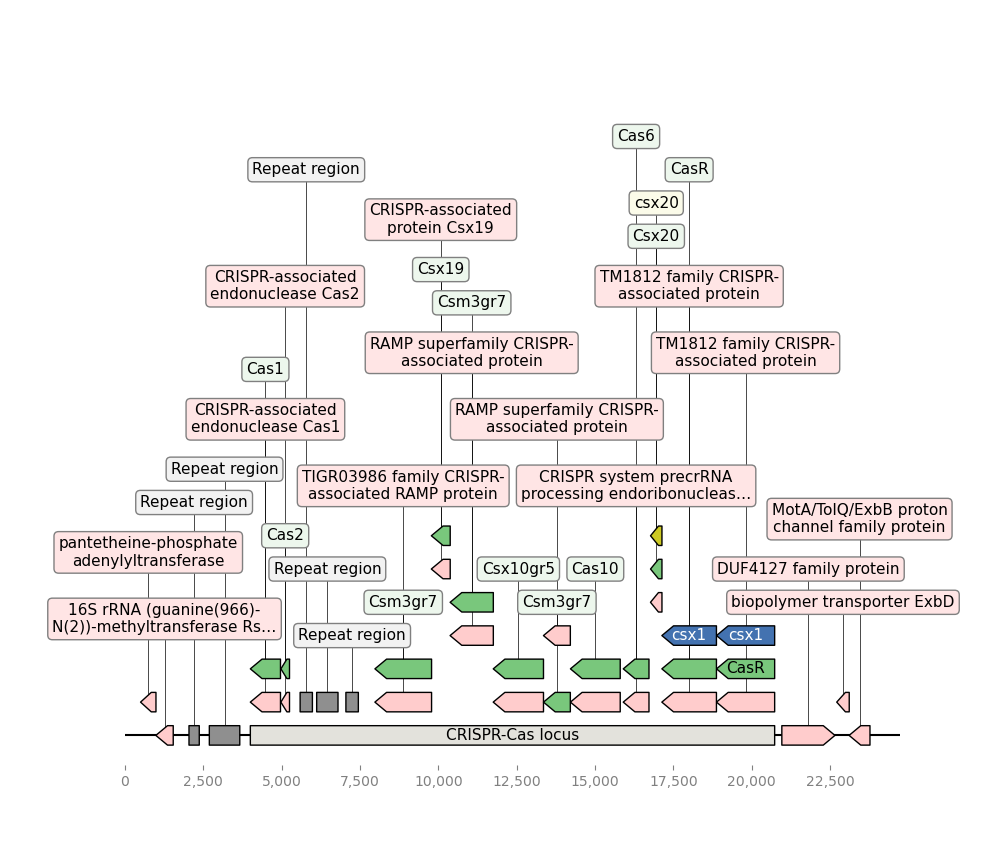 Cas6
Repeat region
CasR
csx20
CRISPR-associated
protein Csx19
Csx20
Csx19
CRISPR-associated
endonuclease Cas2
TM1812 family CRISPR-
associated protein
Csm3gr7
RAMP superfamily CRISPR-
associated protein
TM1812 family CRISPR-
associated protein
Cas1
CRISPR-associated
endonuclease Cas1
RAMP superfamily CRISPR-
associated protein
Repeat region
TIGR03986 family CRISPR-
associated RAMP protein
CRISPR system precrRNA
processing endoribonucleas...
Repeat region
MotA/TolQ/ExbB proton
channel family protein
Cas2
pantetheine-phosphate
adenylyltransferase
Repeat region
Csx10gr5
Cas10
DUF4127 family protein
Csm3gr7
Csm3gr7
biopolymer transporter ExbD
16S rRNA (guanine(966)-
N(2))-methyltransferase Rs...
Repeat region
csx1
csx1
CasR
CRISPR-Cas locus
0
2,500
5,000
7,500
10,000
12,500
15,000
17,500
20,000
22,500